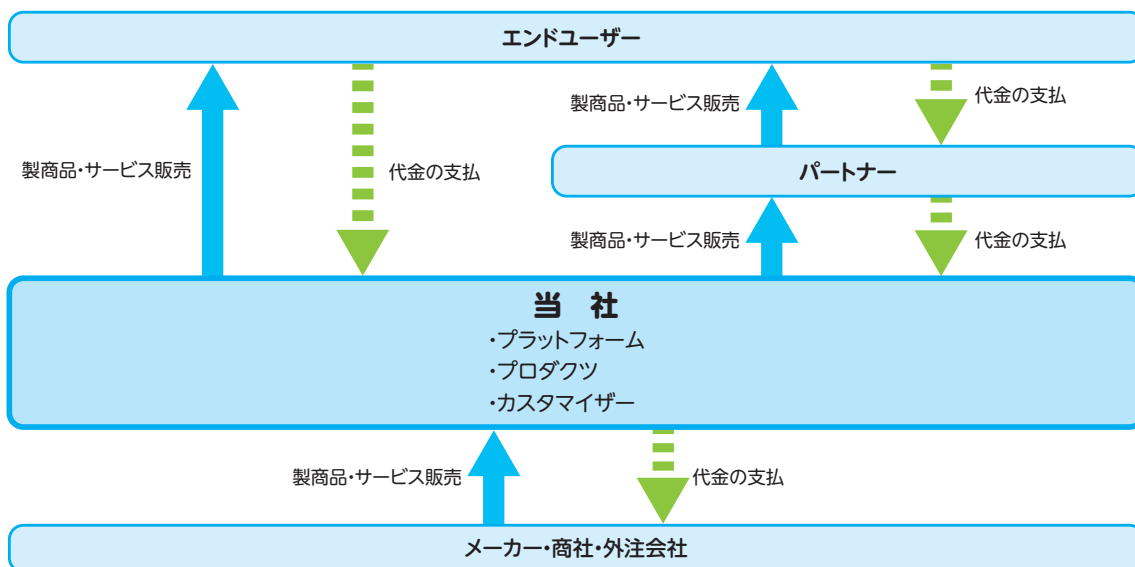 エンドユーザー
製商品・サービス販売
代金の支払
製商品・サービス販売
代金の支払
パートナー
製商品・サービス販売
代金の支払
当 社
・プラットフォーム
・プロダクツ
・カスタマイザー
製商品・サービス販売
代金の支払
メーカー・商社・外注会社